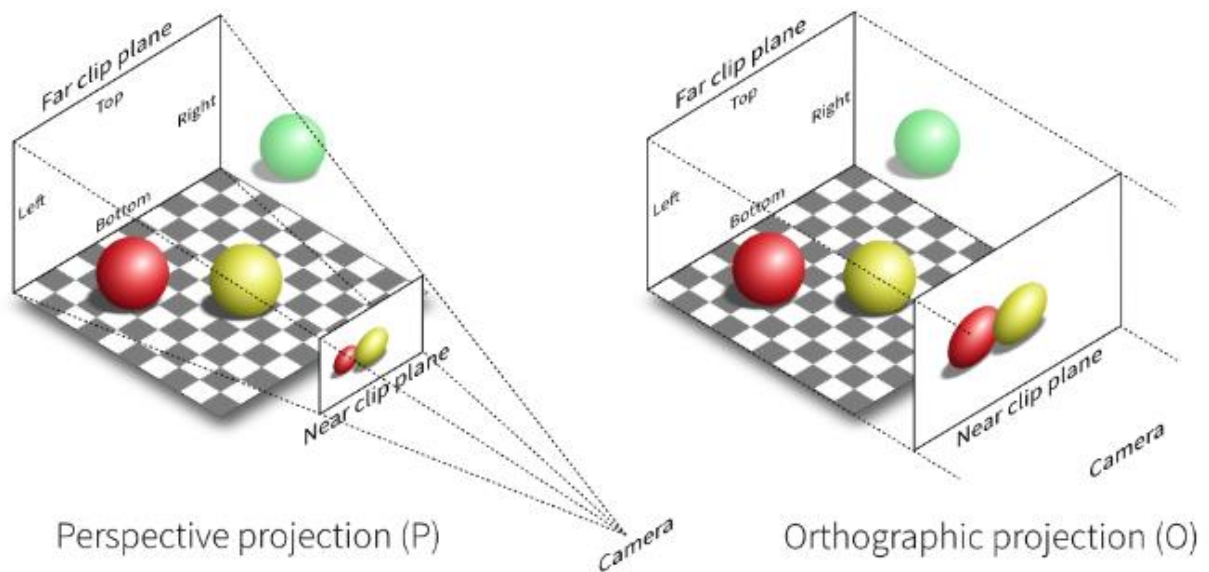 Far clip plane
Top
Right
Left
Bottom
Near clip plane
Camera
Perspective projection (P)
Far clip plane
Top
Right
Left
Bottom
Near clip plane
Camera
Orthographic projection (O)